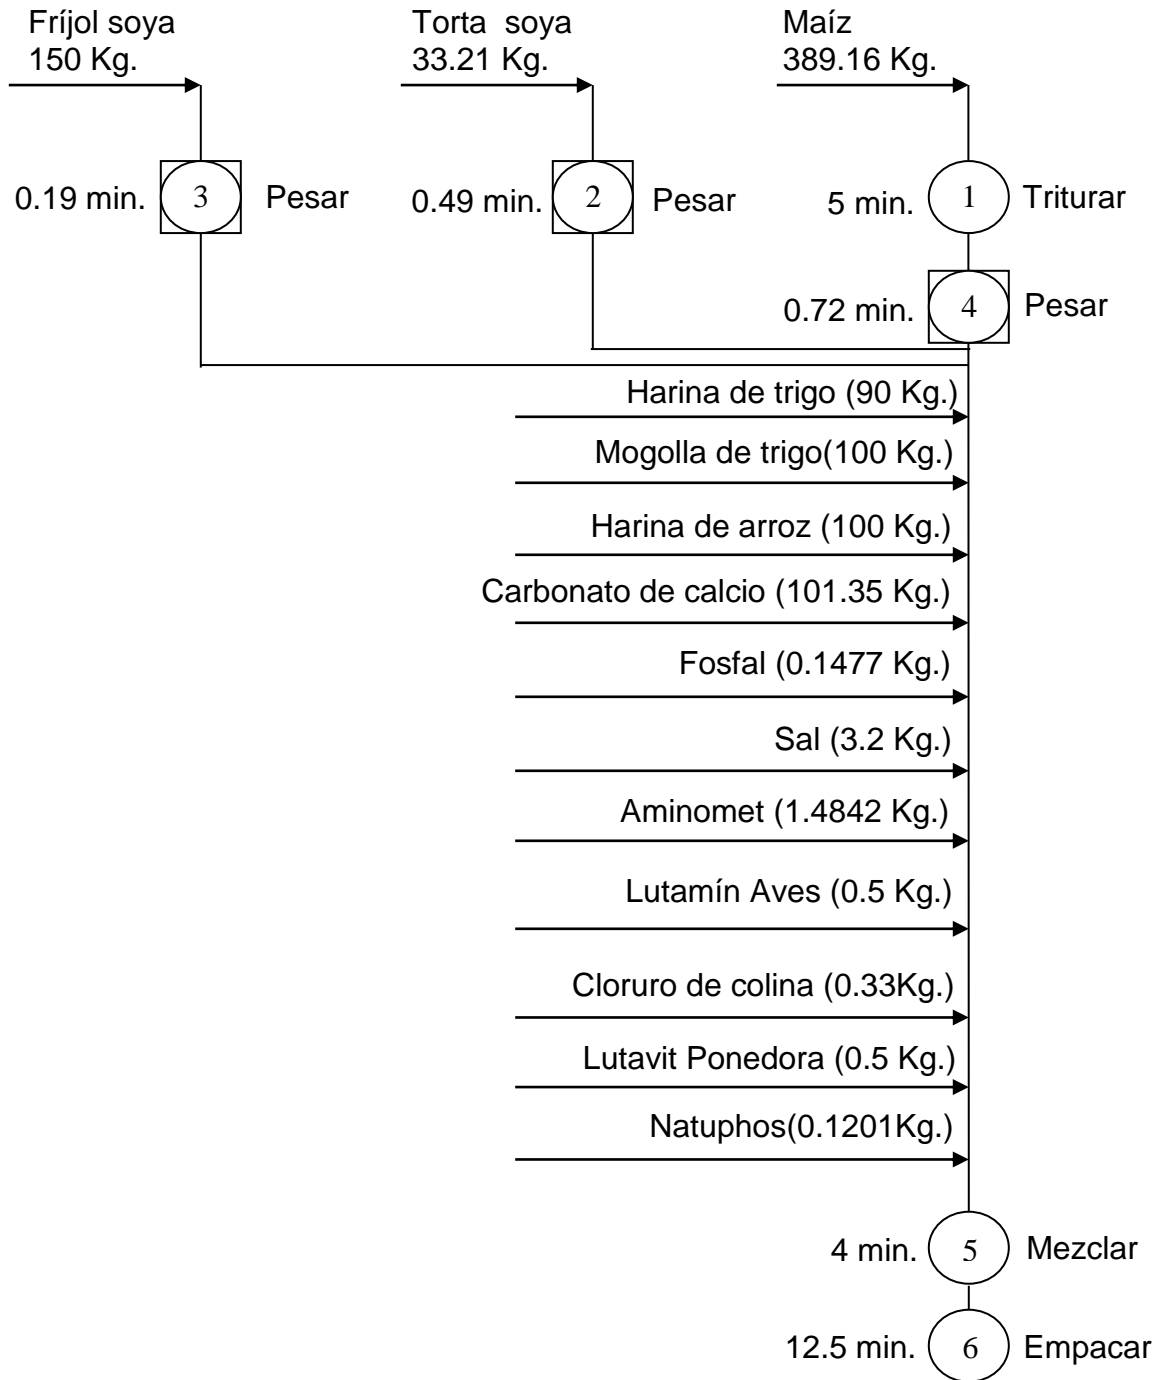 Fríjol soya
150 Kg.
Torta  soya
33.21 Kg.
Maíz
389.16 Kg.
0.19 min.
3
Pesar
0.49 min.
2
Pesar
5 min.
1
Triturar
0.72 min.
4
Pesar
Harina de trigo (90 Kg.)
Mogolla de trigo(100 Kg.)
Harina de arroz (100 Kg.)
Carbonato de calcio (101.35 Kg.)
Fosfal (0.1477 Kg.)
Sal (3.2 Kg.)
Aminomet (1.4842 Kg.)
Lutamín Aves (0.5 Kg.)
Cloruro de colina (0.33Kg.)
Lutavit Ponedora (0.5 Kg.)
Natuphos(0.1201Kg.)
4 min.
5
Mezclar
12.5 min.
6
Empacar